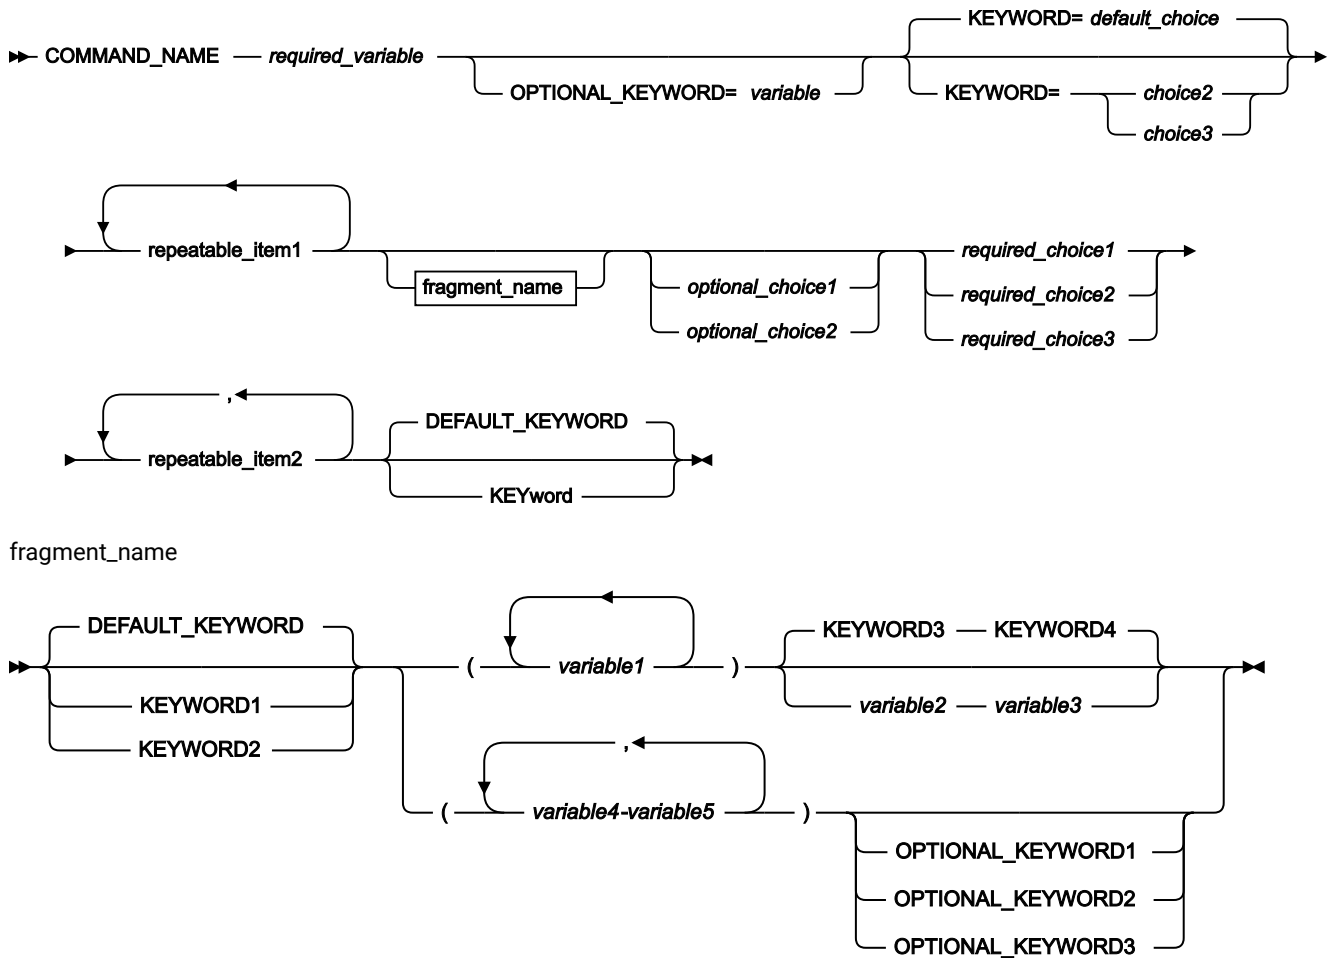 KEYWORD= default_choice
COMMAND_NAME required_variable
OPTIONAL_KEYWORD= variable KEYWORD= choice2
choice3
repeatable_item1 required_choice1
fragment_name optional_choice1 required_choice2
optional_choice2 required_choice3
,
DEFAULT_KEYWORD
repeatable_item2
KEYword
fragment_name
DEFAULT_KEYWORD KEYWORD3 KEYWORD4
( variable1 )
KEYWORD1 variable2 variable3
KEYWORD2
,
( variable4-variable5 )
OPTIONAL_KEYWORD1
OPTIONAL_KEYWORD2
OPTIONAL_KEYWORD3